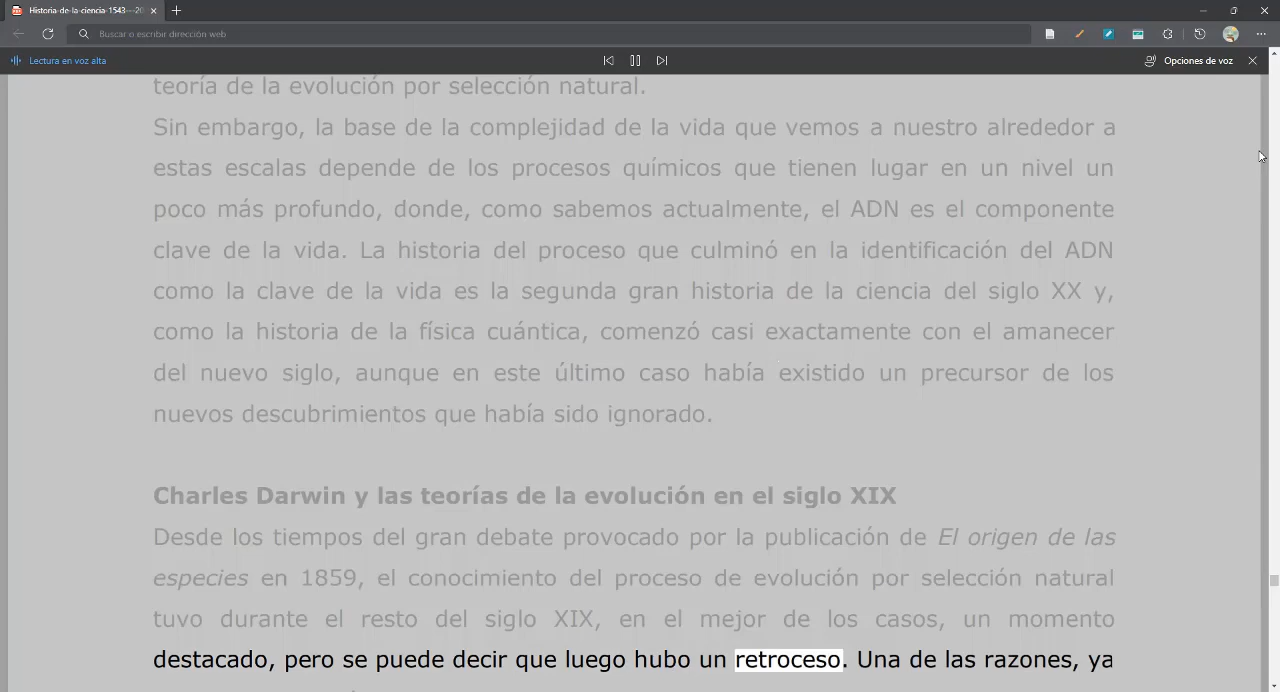 Historia-de-la-ciencia-1543---20
Buscar o escribir dirección web
Lectura en voz alta
Opciones de voz
teoría de la evolución por selección natural.
Sin embargo, la base de la complejidad de la vida que vemos a nuestro alrededor a
estas escalas depende de los procesos químicos que tienen lugar en un nivel un
poco más profundo, donde, como sabemos actualmente, el ADN es el componente
clave de la vida. La historia del proceso que culminó en la identificación del ADN
como la clave de la vida es la segunda gran historia de la ciencia del siglo XX y,
como la historia de la física cuántica, comenzó casi exactamente con el amanecer
del nuevo siglo, aunque en este último caso había existido un precursor de los
nuevos descubrimientos que había sido ignorado.
Charles Darwin y las teorías de la evolución en el siglo XIX
Desde los tiempos del gran debate provocado por la publicación de El origen de las
especies en 1859, el conocimiento del proceso de evolución por selección natural
tuvo durante el resto del siglo XIX, en el mejor de los casos, un momento
destacado, pero se puede decir que luego hubo un retroceso. Una de las razones, ya